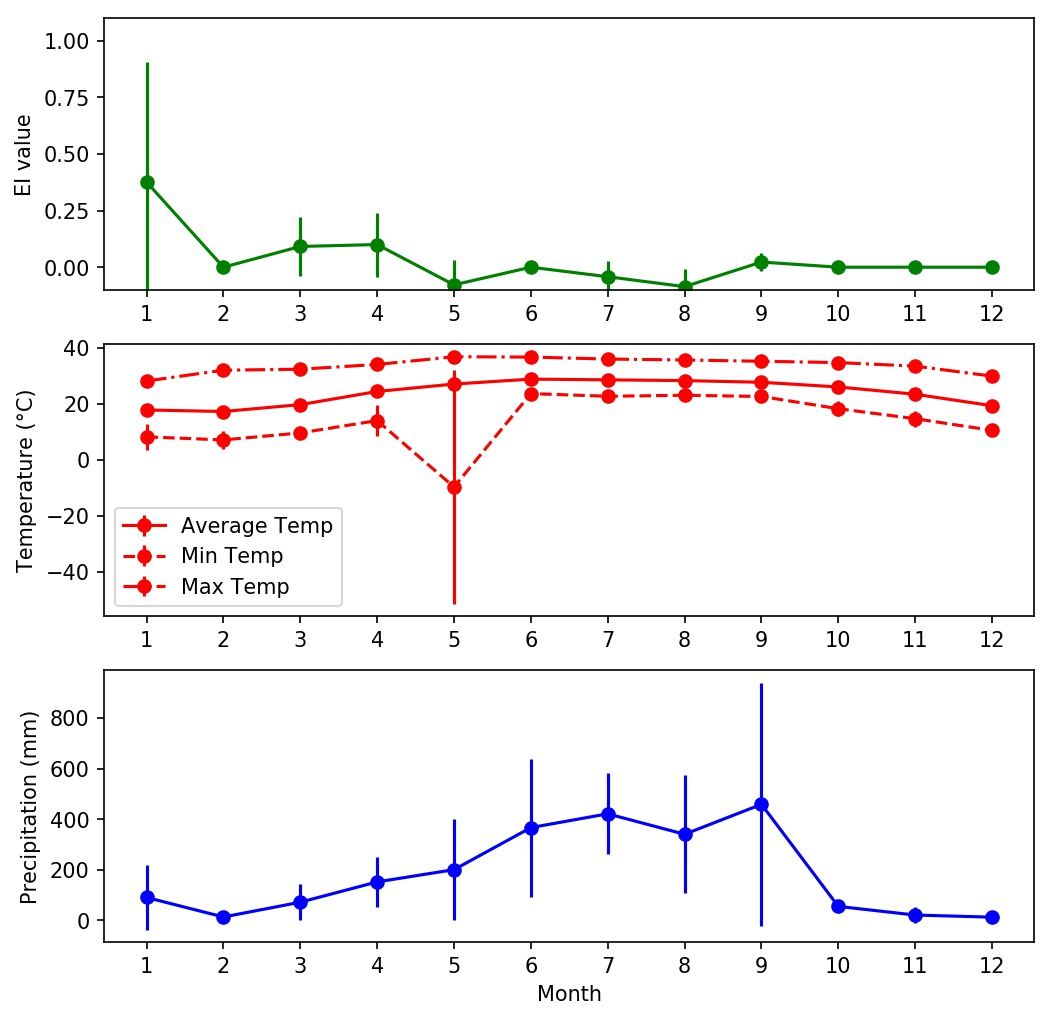 EI value
1.00
0.75
0.50
0.25
0.00
1 2 3 4 5 6 7 8 9 10 11 12
Temperature (°C)
40
20
0
−20
−40
Average Temp
Min Temp
Max Temp
1 2 3 4 5 6 7 8 9 10 11 12
Precipitation (mm)
800
600
400
200
0
1 2 3 4 5 6 7 8 9 10 11 12
Month